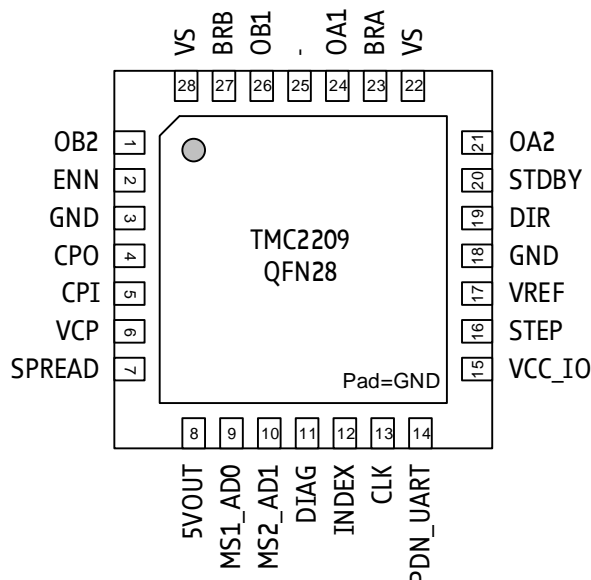 VS BRB OB1 - OA1 BRA VS
28 27 26 25 24 23 22
OB2 1
ENN 2
GND 3
CPO 4
CPI 5
VCP 6
SPREAD 7
TMC2209
QFN28
Pad=GND
21 OA2
20 STDBY
19 DIR
18 GND
17 VREF
16 STEP
15 VCC_IO
8 9 10 11 12 13 14
5VOUT MS1_AD0 MS2_AD1 DIAG INDEX CLK PDN_UART